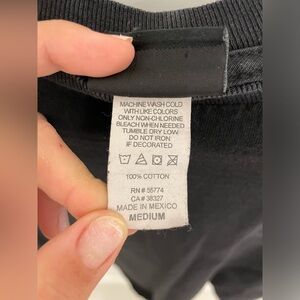 MACHINE WASH COLD
WITH LIKE COLORS
ONLY NON-CHLORINE
BLEACH WHEN NEEDED
TUMBLE DRY LOW
DO NOT IRON
IF DECORATED
100% COTTON
RN # 55774
CA # 38327
MADE IN MEXICO
MEDIUM